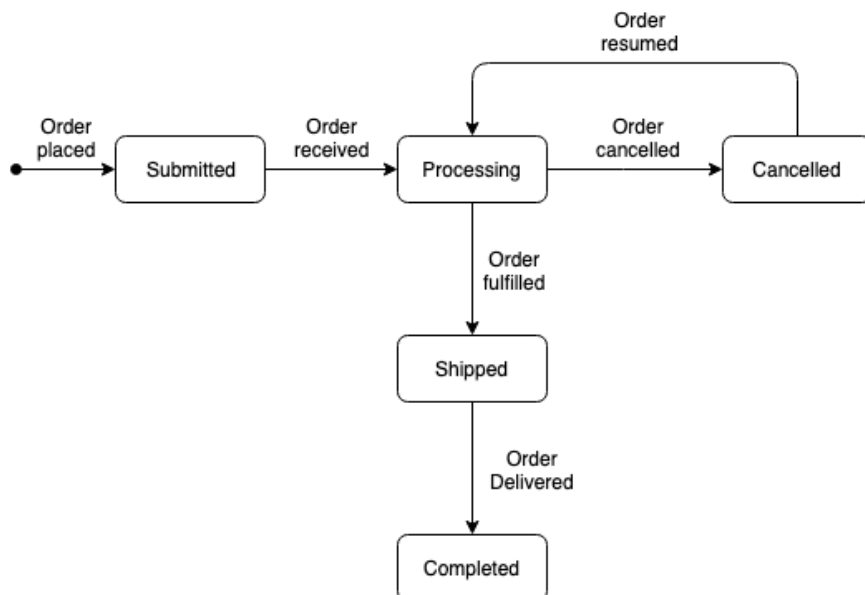 Order
resumed
Order
placed
Order
received
Order
cancelled
Submitted
Processing
Cancelled
Order
fulfilled
Shipped
Order
Delivered
Completed